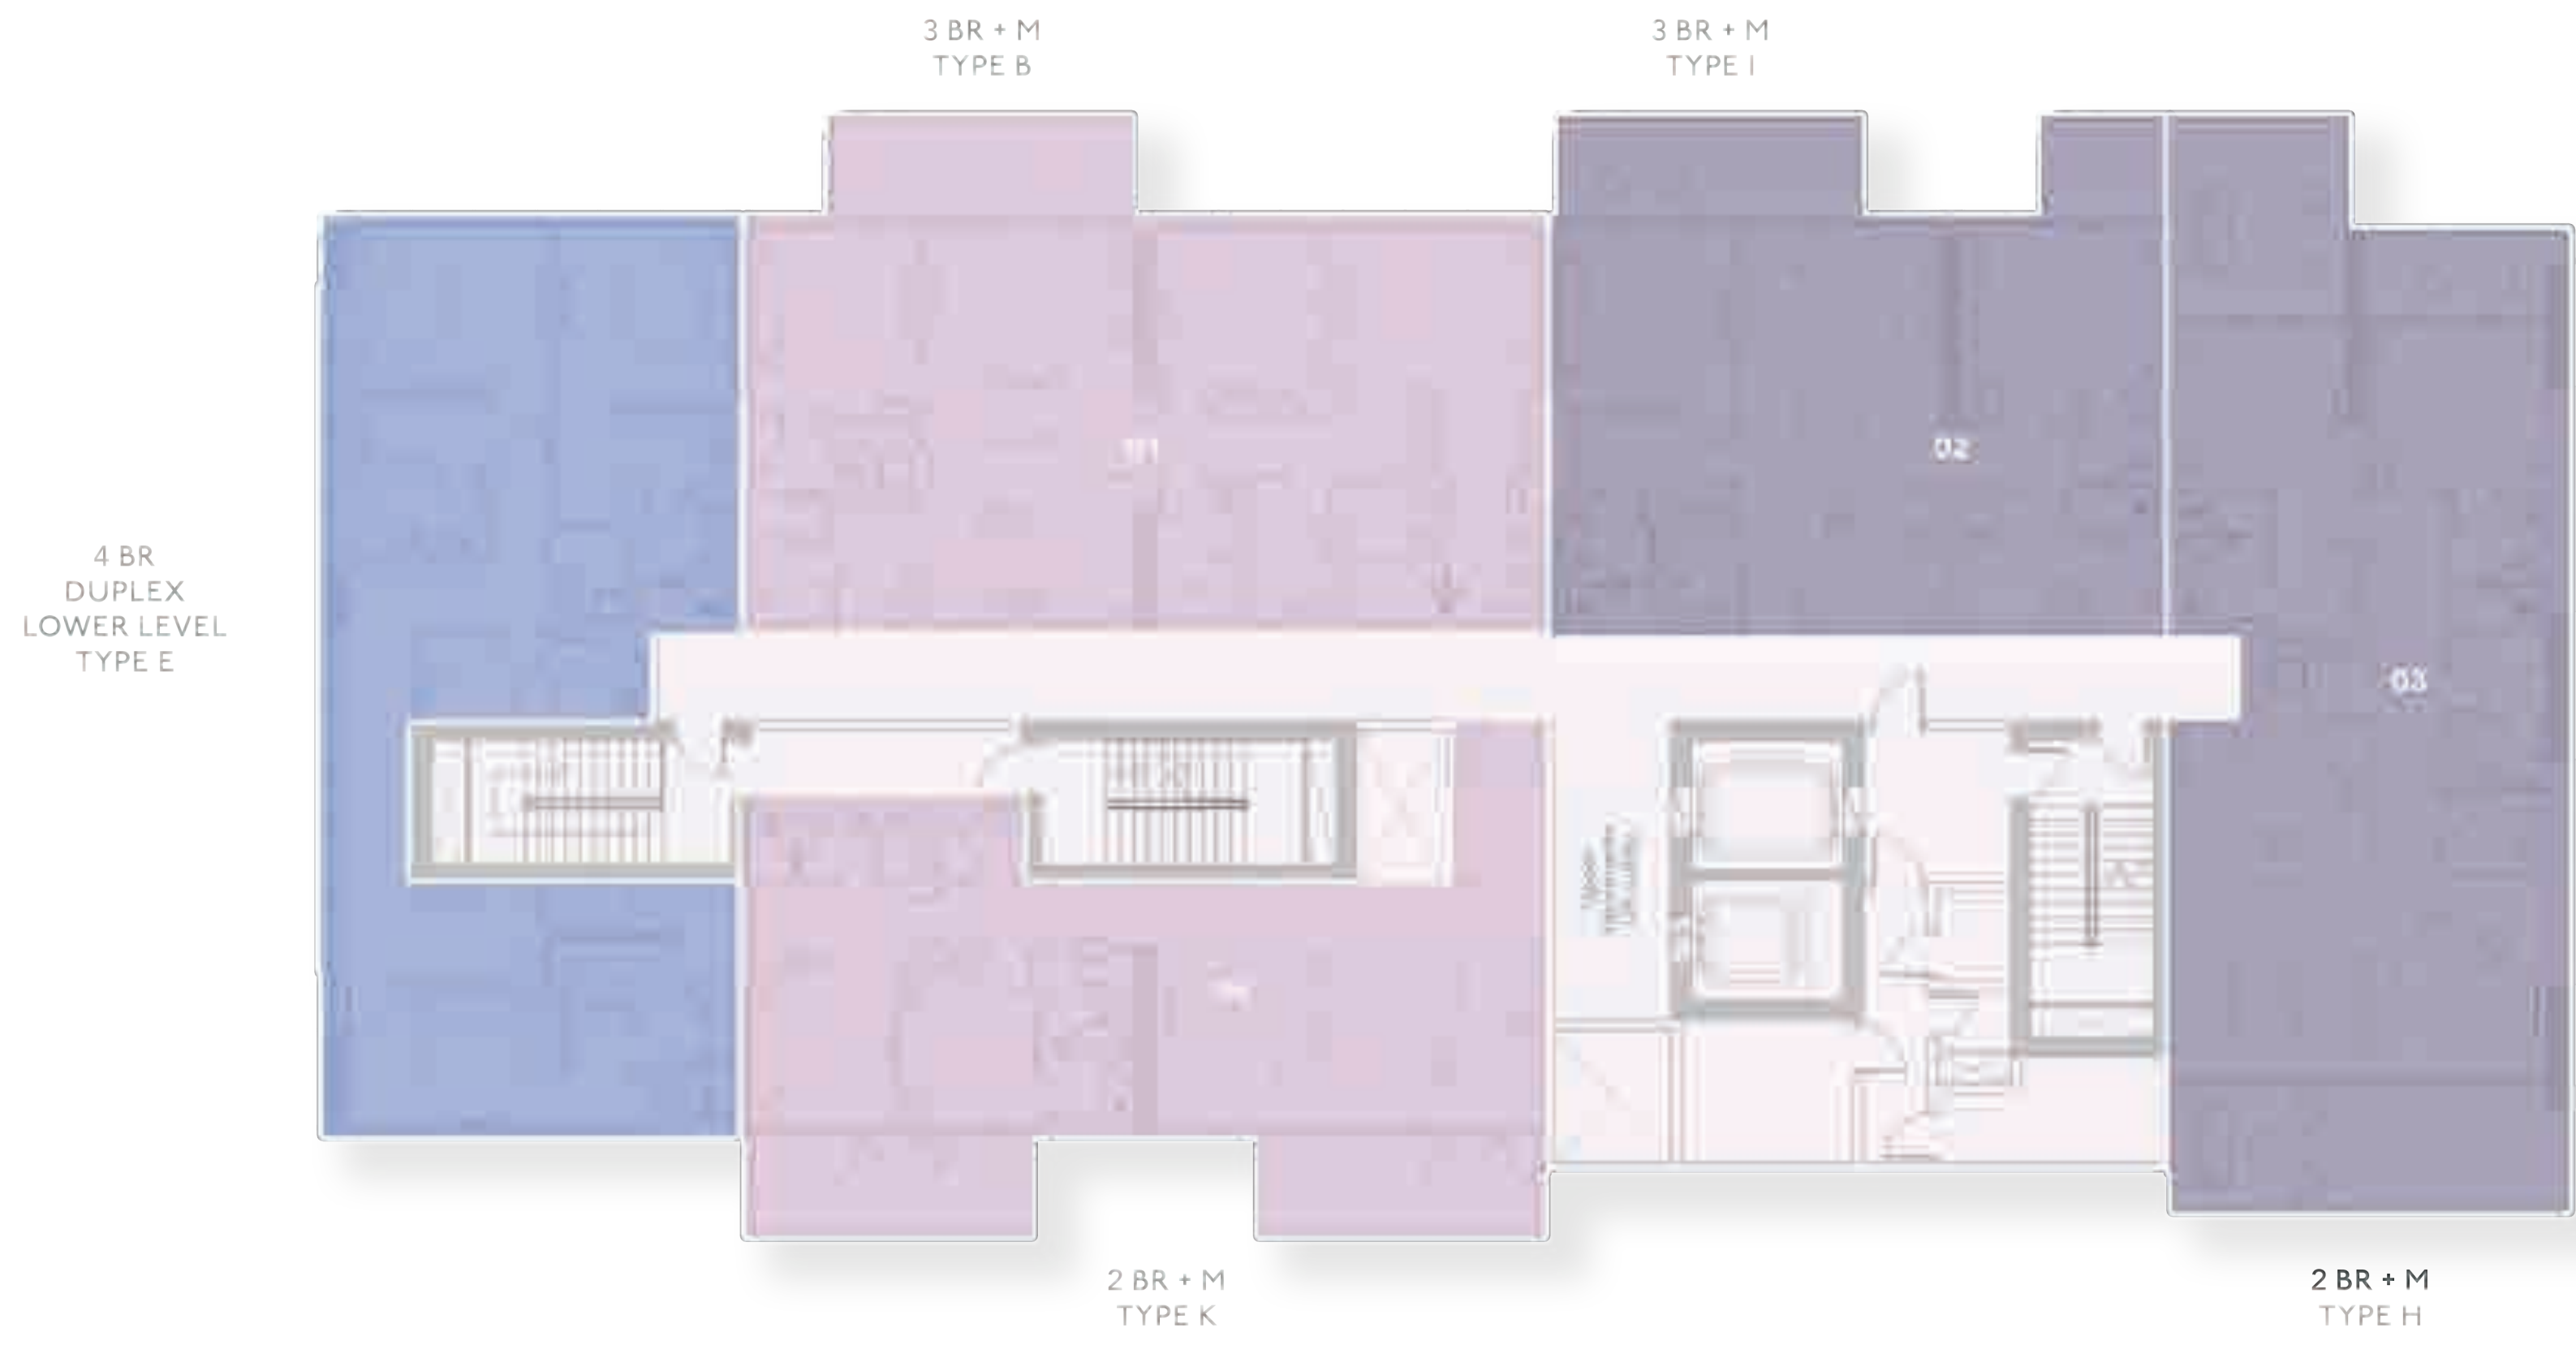 3 BR + M
TYPE B
3 BR + M
TYPE I
02
4 BR
DUPLEX
LOWER LEVEL
TYPE E
03
2 BR + M
TYPE K
2 BR + M
TYPE H